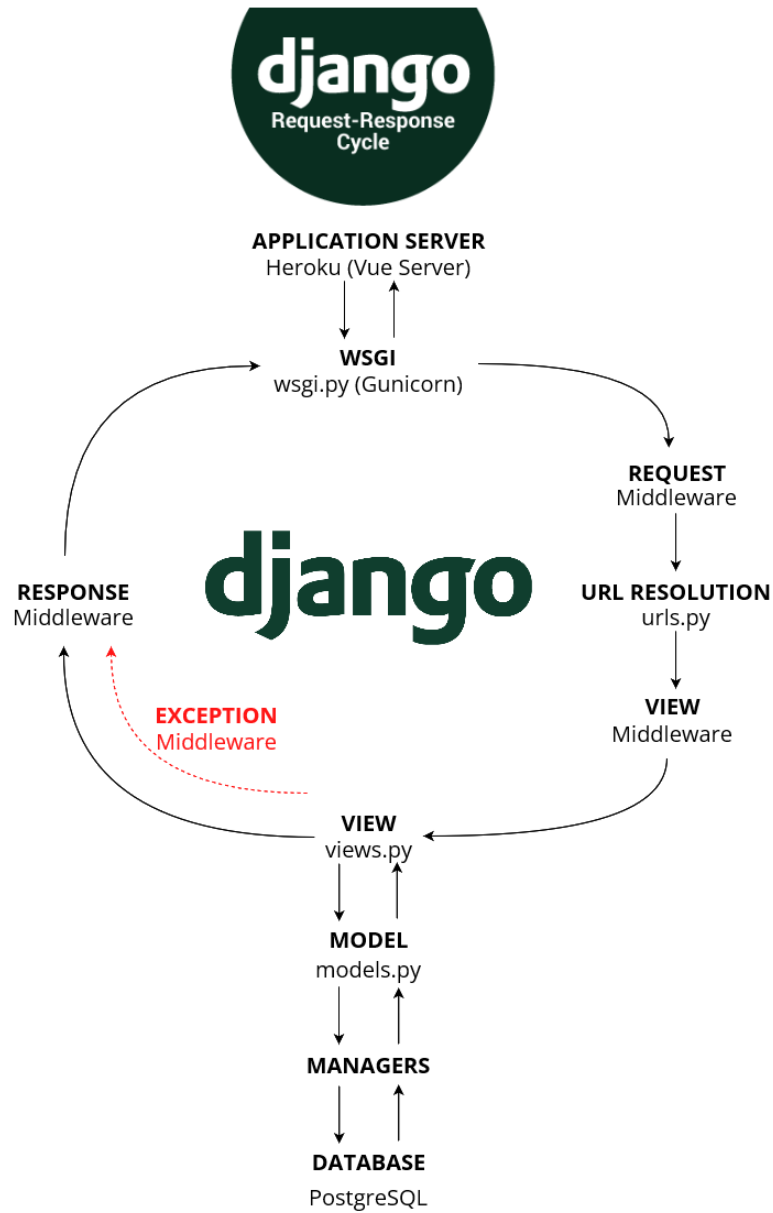 django
Request-Response
Cycle
APPLICATION SERVER
Heroku (Vue Server)
WSGI
wsgi.py (Gunicorn)
REQUEST
Middleware
django
RESPONSE
Middleware
URL RESOLUTION
urls.py
EXCEPTION
Middleware
VIEW
Middleware
VIEW
views.py
MODEL
models.py
MANAGERS
DATABASE
PostgreSQL